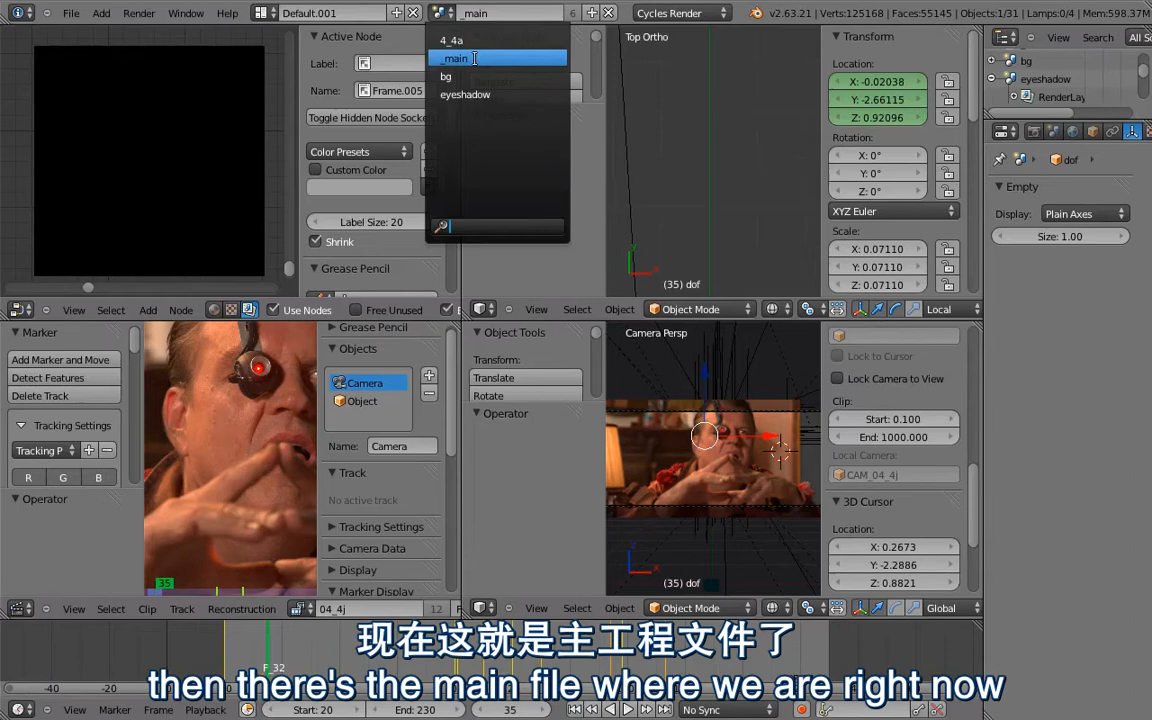 File Add Render Window Help Default.001 _main 6 Cycles Render v2.63.21 | Verts:125168 | Faces:55145 | Objects:1/31 | Lamps:0/4 | Mem:598.37M
Active Node
Label:
Name: Frame.005
Toggle Hidden Node Socke
Color Presets
Custom Color
Label Size: 20
Shrink
Grease Pencil
4_4a
_main
bg
eyeshadow
Top Ortho
(35) dof
Transform
Location:
X: -0.02038
Y: -2.66115
Z: 0.92096
Rotation:
X: 0°
Y: 0°
Z: 0°
XYZ Euler
Scale:
X: 0.07110
Y: 0.07110
Z: 0.07110
View Search All S
bg
eyeshadow
RenderLay
dof
Empty
Display: Plain Axes
Size: 1.00
View Select Add Node Use Nodes Free Unused
View Select Object Object Mode Local
Marker
Add Marker and Move
Detect Features
Delete Track
Tracking Settings
Tracking P
R G B
Operator
35
Grease Pencil
Objects
Camera
Object
Name: Camera
Track
No active track
Tracking Settings
Camera Data
Display
Marker Display
Object Tools
Transform:
Translate
Rotate
Operator
Camera Persp
(35) dof
Lock to Cursor
Lock Camera to View
Clip:
Start: 0.100
End: 1000.000
Local Camera:
CAM_04_4j
3D Cursor
Location:
X: 0.2673
Y: -2.2886
Z: 0.8821
View Select Clip Track Reconstruction 04_4j 12 F
View Select Object Object Mode Global
F_32
现在这就是主工程文件了
then there's the main file where we are right now
-40 -20 0
View Marker Frame Playback Start: 20 End: 230 35 No Sync